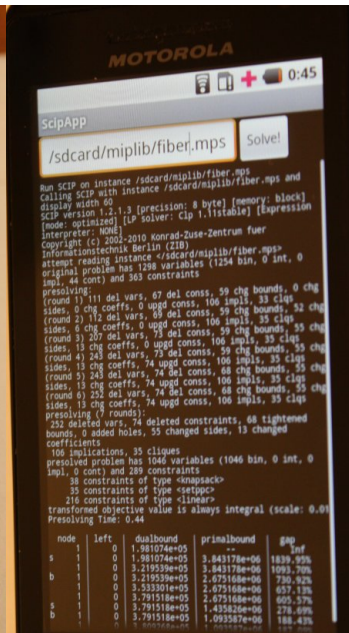 MOTOROLA
0:45
ScipApp
/sdcard/miplib/fiber.mps Solve!
Run SCIP on instance /sdcard/miplib/fiber.mps
Calling SCIP with instance /sdcard/miplib/fiber.mps and
display width 60
SCIP version 1.2.1.3 [precision: 8 byte] [memory: block]
[mode: optimized] [LP solver: Clp 1.11stable] [Expression
interpreter: NONE]
Copyright (c) 2002-2010 Konrad-Zuse-Zentrum fuer
Informationstechnik Berlin (ZIB)
attempt reading instance </sdcard/miplib/fiber.mps>
original problem has 1298 variables (1254 bin, 0 int, 0
impl, 44 cont) and 363 constraints
presolving:
(round 1) 111 del vars, 67 del conss, 59 chg bounds, 0 chg
sides, 0 chg coeffs, 0 upgd conss, 106 impls, 33 clqs
(round 2) 112 del vars, 69 del conss, 59 chg bounds, 52 chg
sides, 6 chg coeffs, 0 upgd conss, 106 impls, 35 clqs
(round 3) 207 del vars, 73 del conss, 59 chg bounds, 55 chg
sides, 13 chg coeffs, 0 upgd conss, 106 impls, 35 clqs
(round 4) 243 del vars, 73 del conss, 59 chg bounds, 55 chg
sides, 13 chg coeffs, 74 upgd conss, 106 impls, 35 clqs
(round 5) 243 del vars, 74 del conss, 68 chg bounds, 55 chg
sides, 13 chg coeffs, 74 upgd conss, 106 impls, 35 clqs
(round 6) 252 del vars, 74 del conss, 68 chg bounds, 55 chg
sides, 13 chg coeffs, 74 upgd conss, 106 impls, 35 clqs
presolving (7 rounds):
252 deleted vars, 74 deleted constraints, 68 tightened
bounds, 0 added holes, 55 changed sides, 13 changed
coefficients
106 implications, 35 cliques
presolved problem has 1046 variables (1046 bin, 0 int, 0
impl, 0 cont) and 289 constraints
38 constraints of type <knapsack>
35 constraints of type <setppc>
216 constraints of type <linear>
transformed objective value is always integral (scale: 0.01
Presolving Time: 0.44
node | left | dualbound | primalbound | gap
1 | 0 | 1.981074e+05 | -- | Inf
s 1 | 0 | 1.981074e+05 | 3.843178e+06 | 1839.95%
1 | 0 | 3.219539e+05 | 3.843178e+06 | 1093.70%
b 1 | 0 | 3.219539e+05 | 2.675168e+06 | 730.92%
1 | 0 | 3.533301e+05 | 2.675168e+06 | 657.13%
1 | 0 | 3.791518e+05 | 2.675168e+06 | 605.57%
s 1 | 0 | 3.791518e+05 | 1.435826e+06 | 278.69%
b 1 | 0 | 3.791518e+05 | 1.093587e+06 | 188.43%